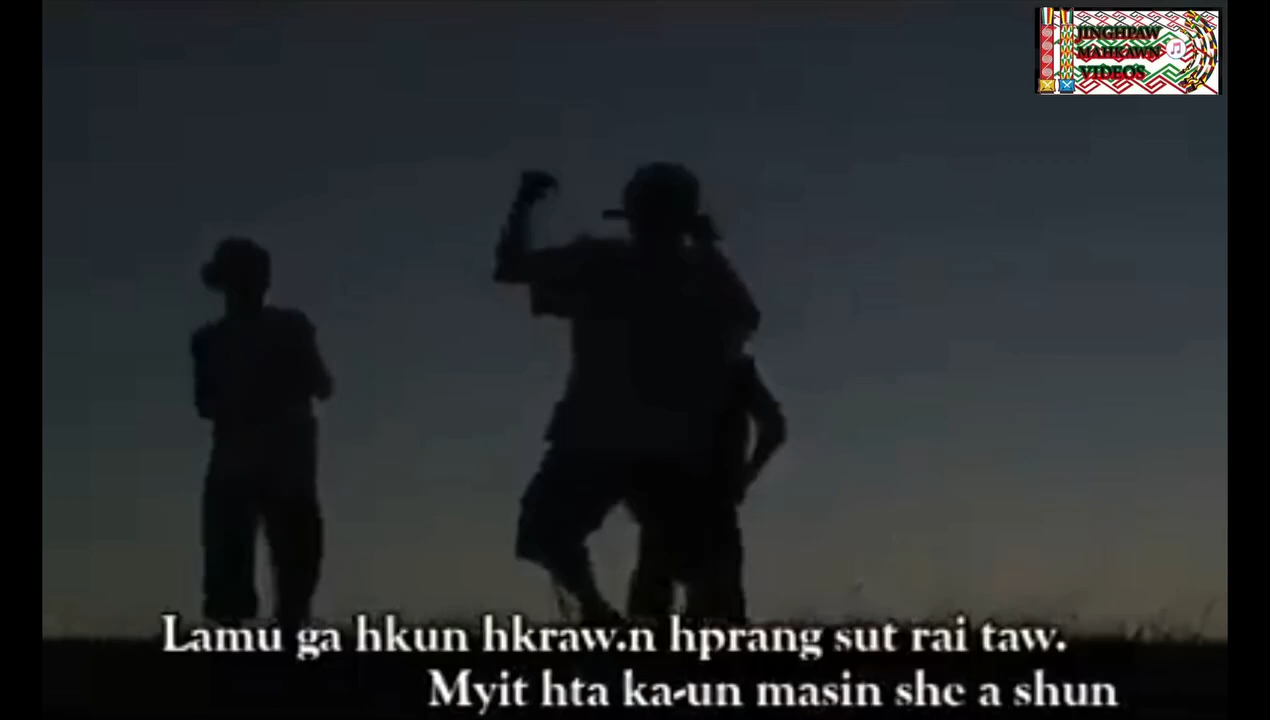 JINGHPAW
MAHKAWN
VIDEOS
Lamu ga hkun hkraw.n hprang sut rai taw.
Myit hta ka-un masin she a shun